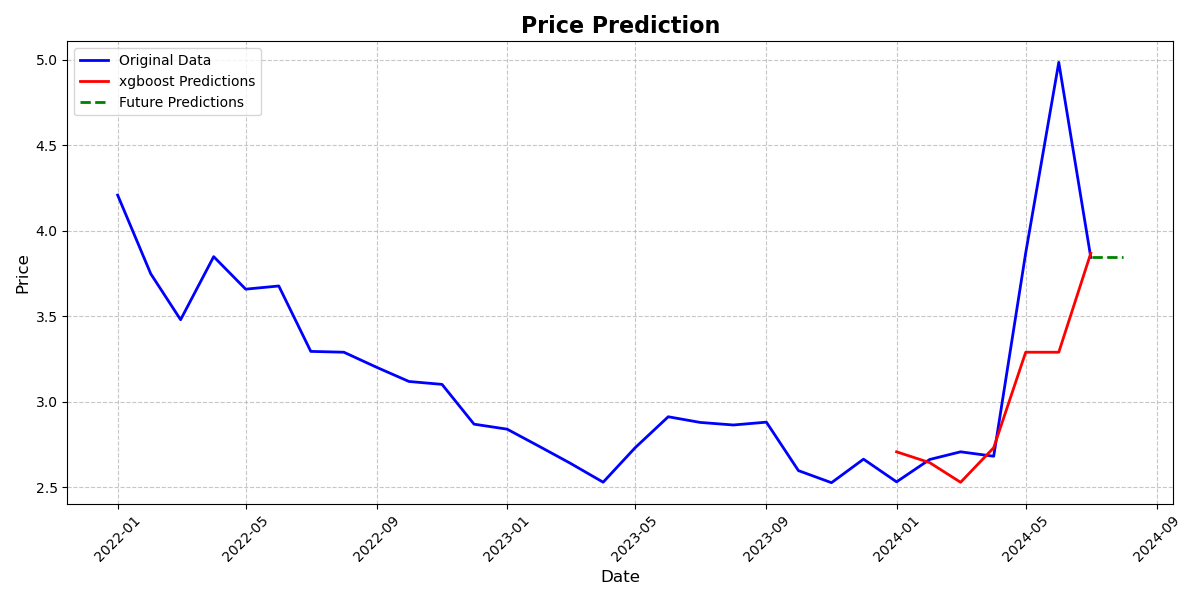 Price Prediction
Original Data
xgboost Predictions
Future Predictions
Price
5.0
4.5
4.0
3.5
3.0
2.5
2022-01
2022-05
2022-09
2023-01
2023-05
2023-09
2024-01
2024-05
2024-09
Date